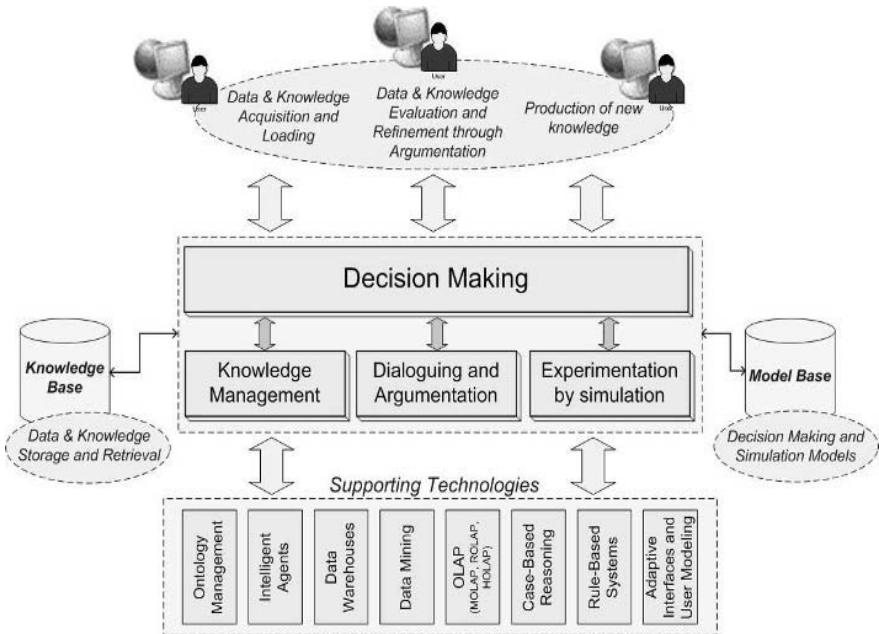 User
User
User
Data & Knowledge
Acquisition and
Loading
Data & Knowledge
Evaluation and
Refinement through
Argumentation
Production of new
knowledge
Decision Making
Knowledge
Management
Dialoguing and
Argumentation
Experimentation
by simulation
Knowledge
Base
Data & Knowledge
Storage and Retrieval
Model Base
Decision Making and
Simulation Models
Supporting Technologies
Ontology
Management
Intelligent
Agents
Data
Warehouses
Data Mining
OLAP
(MOLAP, ROLAP,
HOLAP)
Case-Based
Reasoning
Rule-Based
Systems
Adaptive
Interfaces and
User Modeling